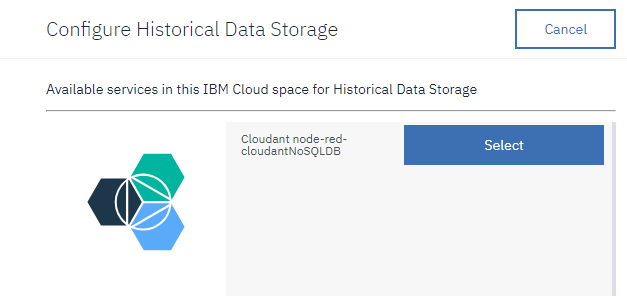 Configure Historical Data Storage
Cancel
Available services in this IBM Cloud space for Historical Data Storage
Cloudant node-red-
cloudantNoSQLDB
Select